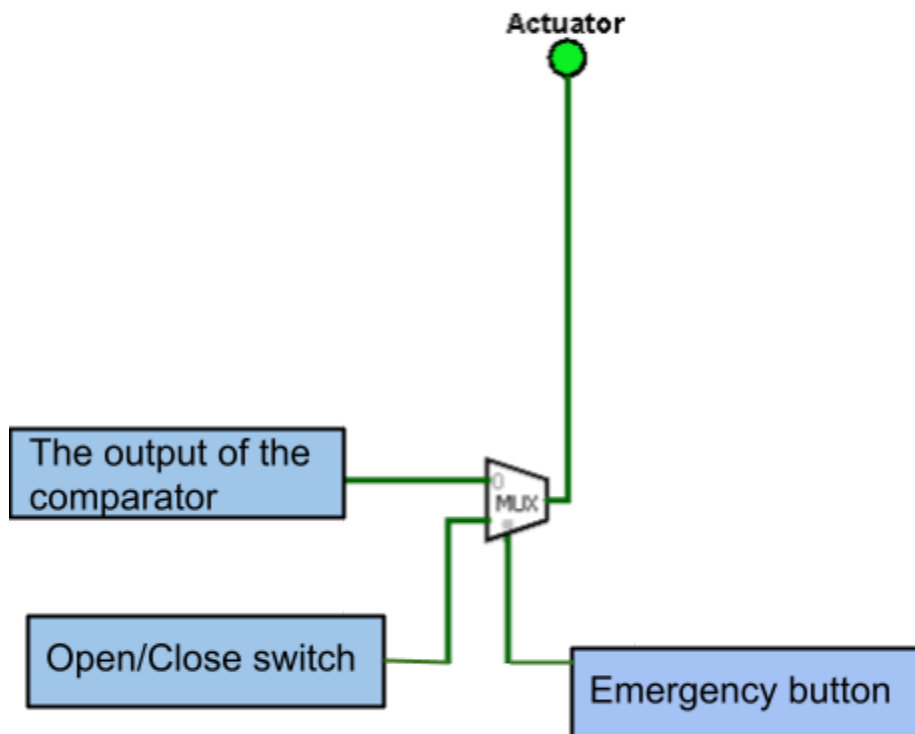 Actuator
The output of the
comparator
0
MUX
Open/Close switch
Emergency button